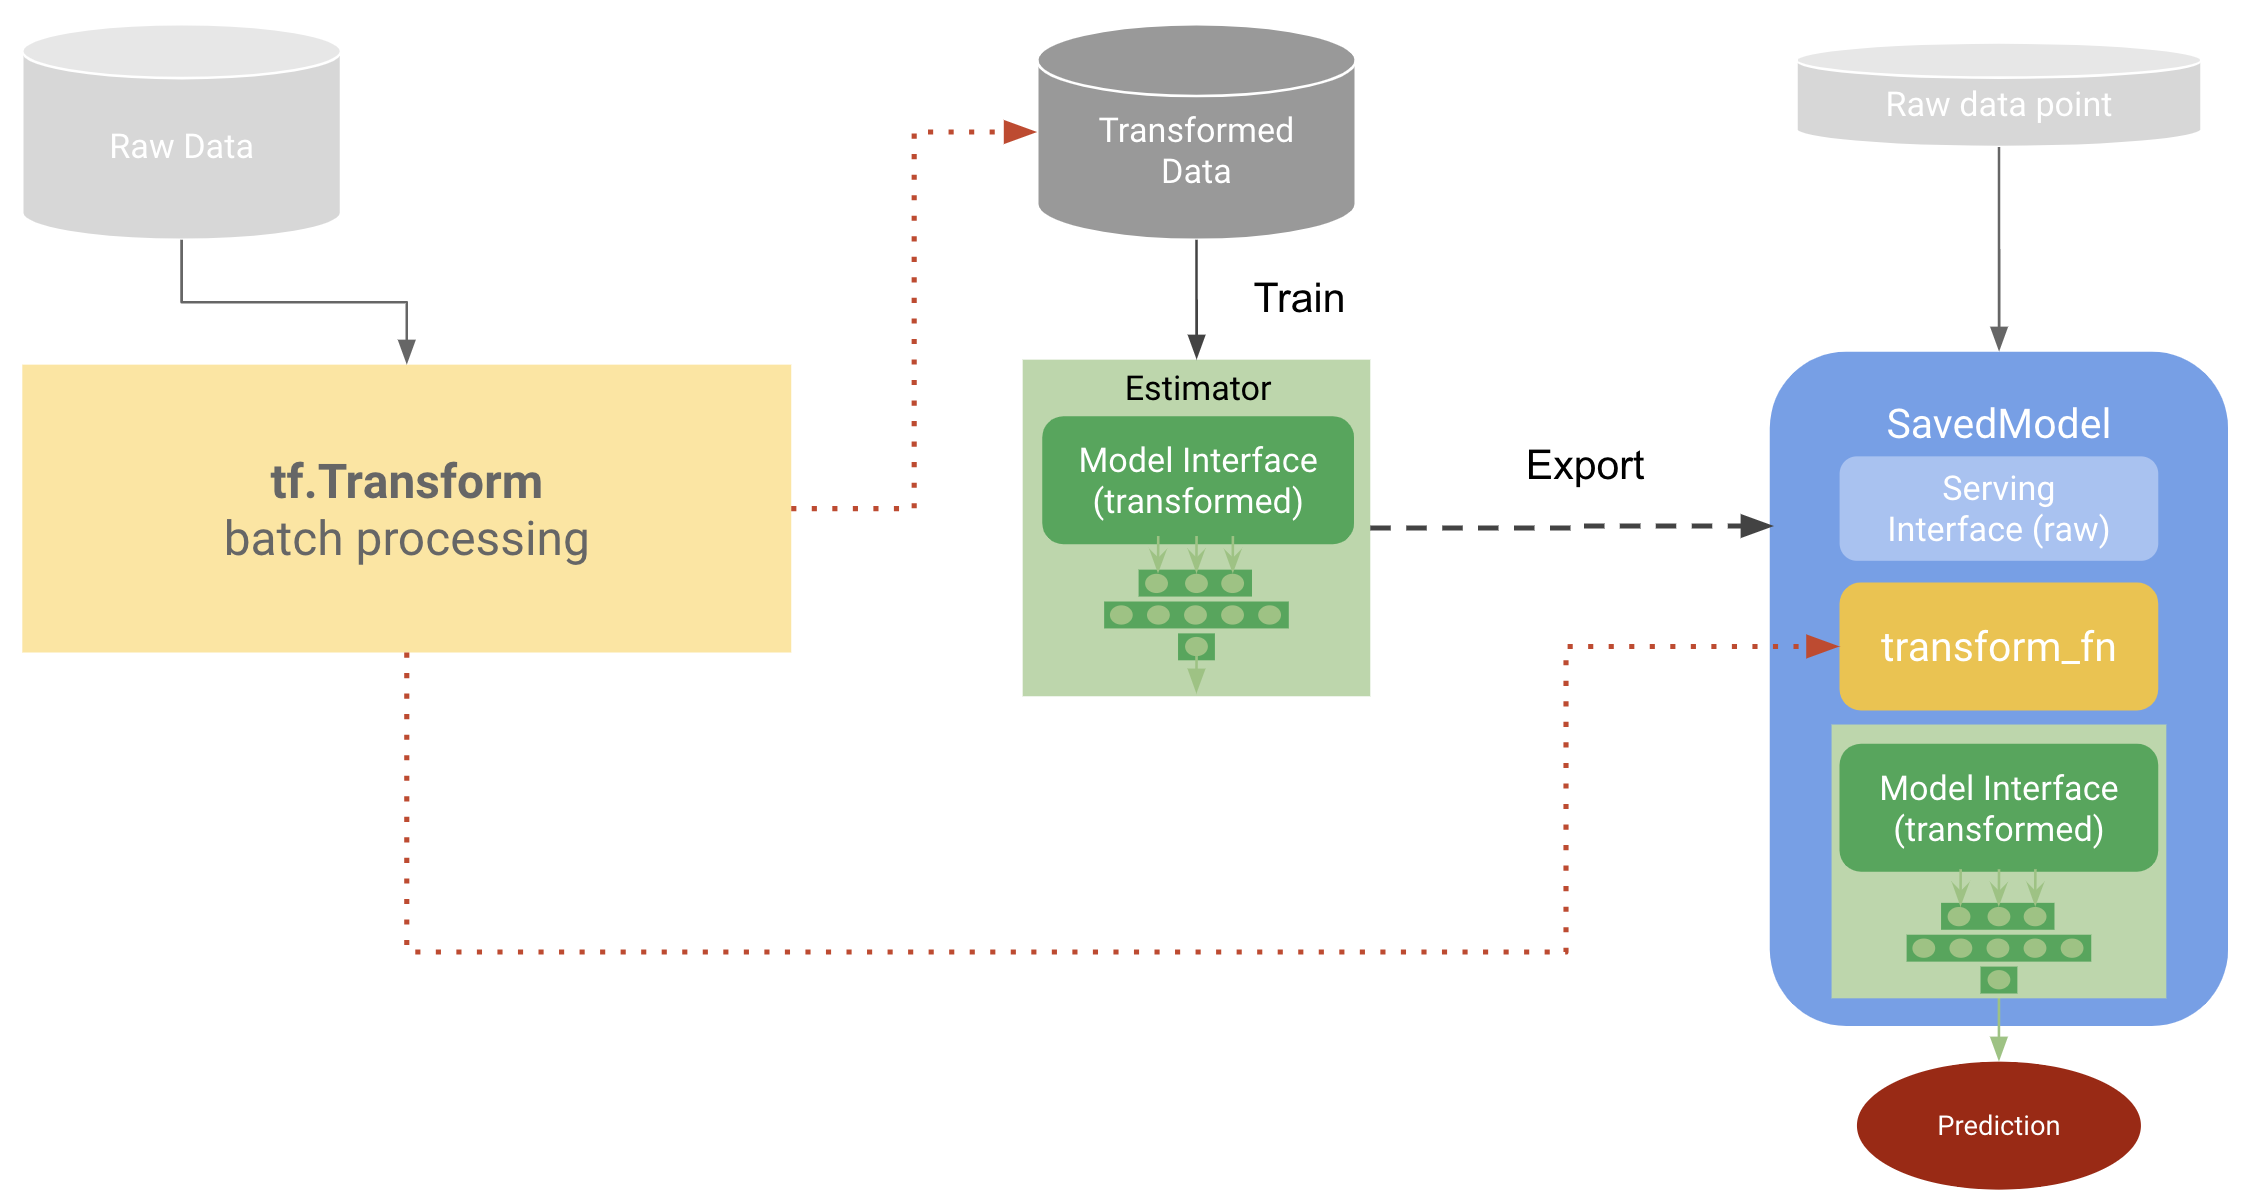 Raw Data
Transformed
Data
Raw data point
Train
tf.Transform
batch processing
Estimator
Model Interface
(transformed)
Export
SavedModel
Serving
Interface (raw)
transform_fn
Model Interface
(transformed)
Prediction